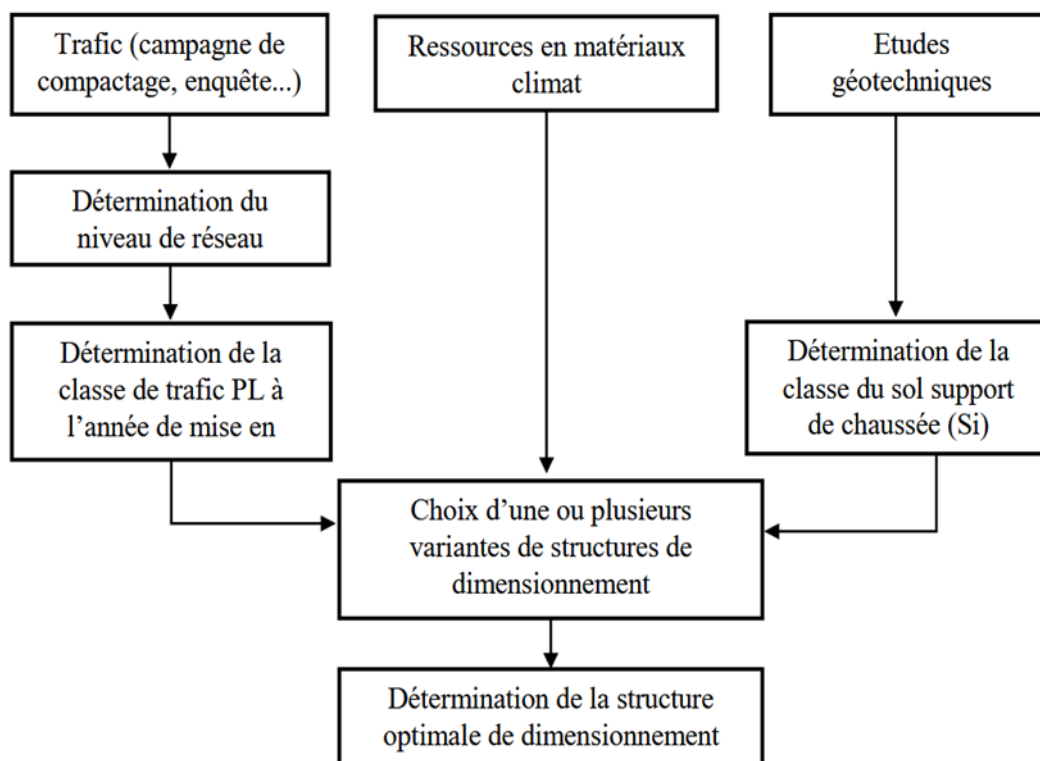 Trafic (campagne de
compactage, enquête...)
Ressources en matériaux
climat
Etudes
géotechniques
Détermination du
niveau de réseau
Détermination de la
classe de trafic PL à
l’année de mise en
Détermination de la
classe du sol support
de chaussée (Si)
Choix d’une ou plusieurs
variantes de structures de
dimensionnement
Détermination de la structure
optimale de dimensionnement